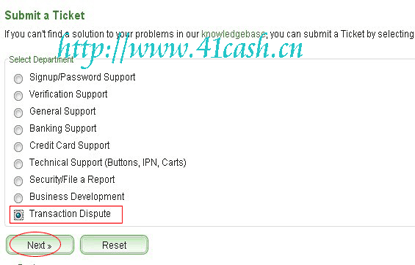 Submit a Ticket
If you can't find a solution to your problems in our knowledgebase, you can submit a Ticket by selecting
http://www.41cash.cn
Select Department
Signup/Password Support
Verification Support
General Support
Banking Support
Credit Card Support
Technical Support (Buttons, IPN, Carts)
Security/File a Report
Business Development
Transaction Dispute
Next »
Reset